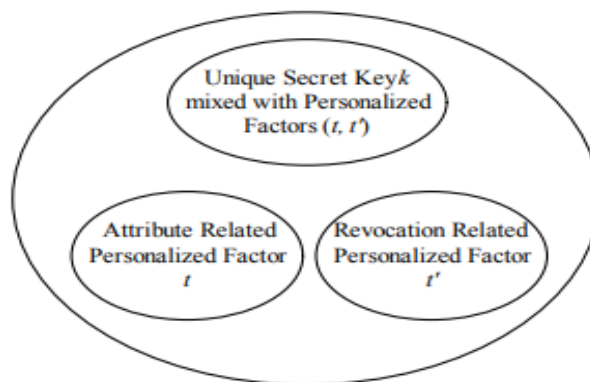 Unique Secret Keyk
mixed with Personalized
Factors (t, t′)
Attribute Related
Personalized Factor
t
Revocation Related
Personalized Factor
t′